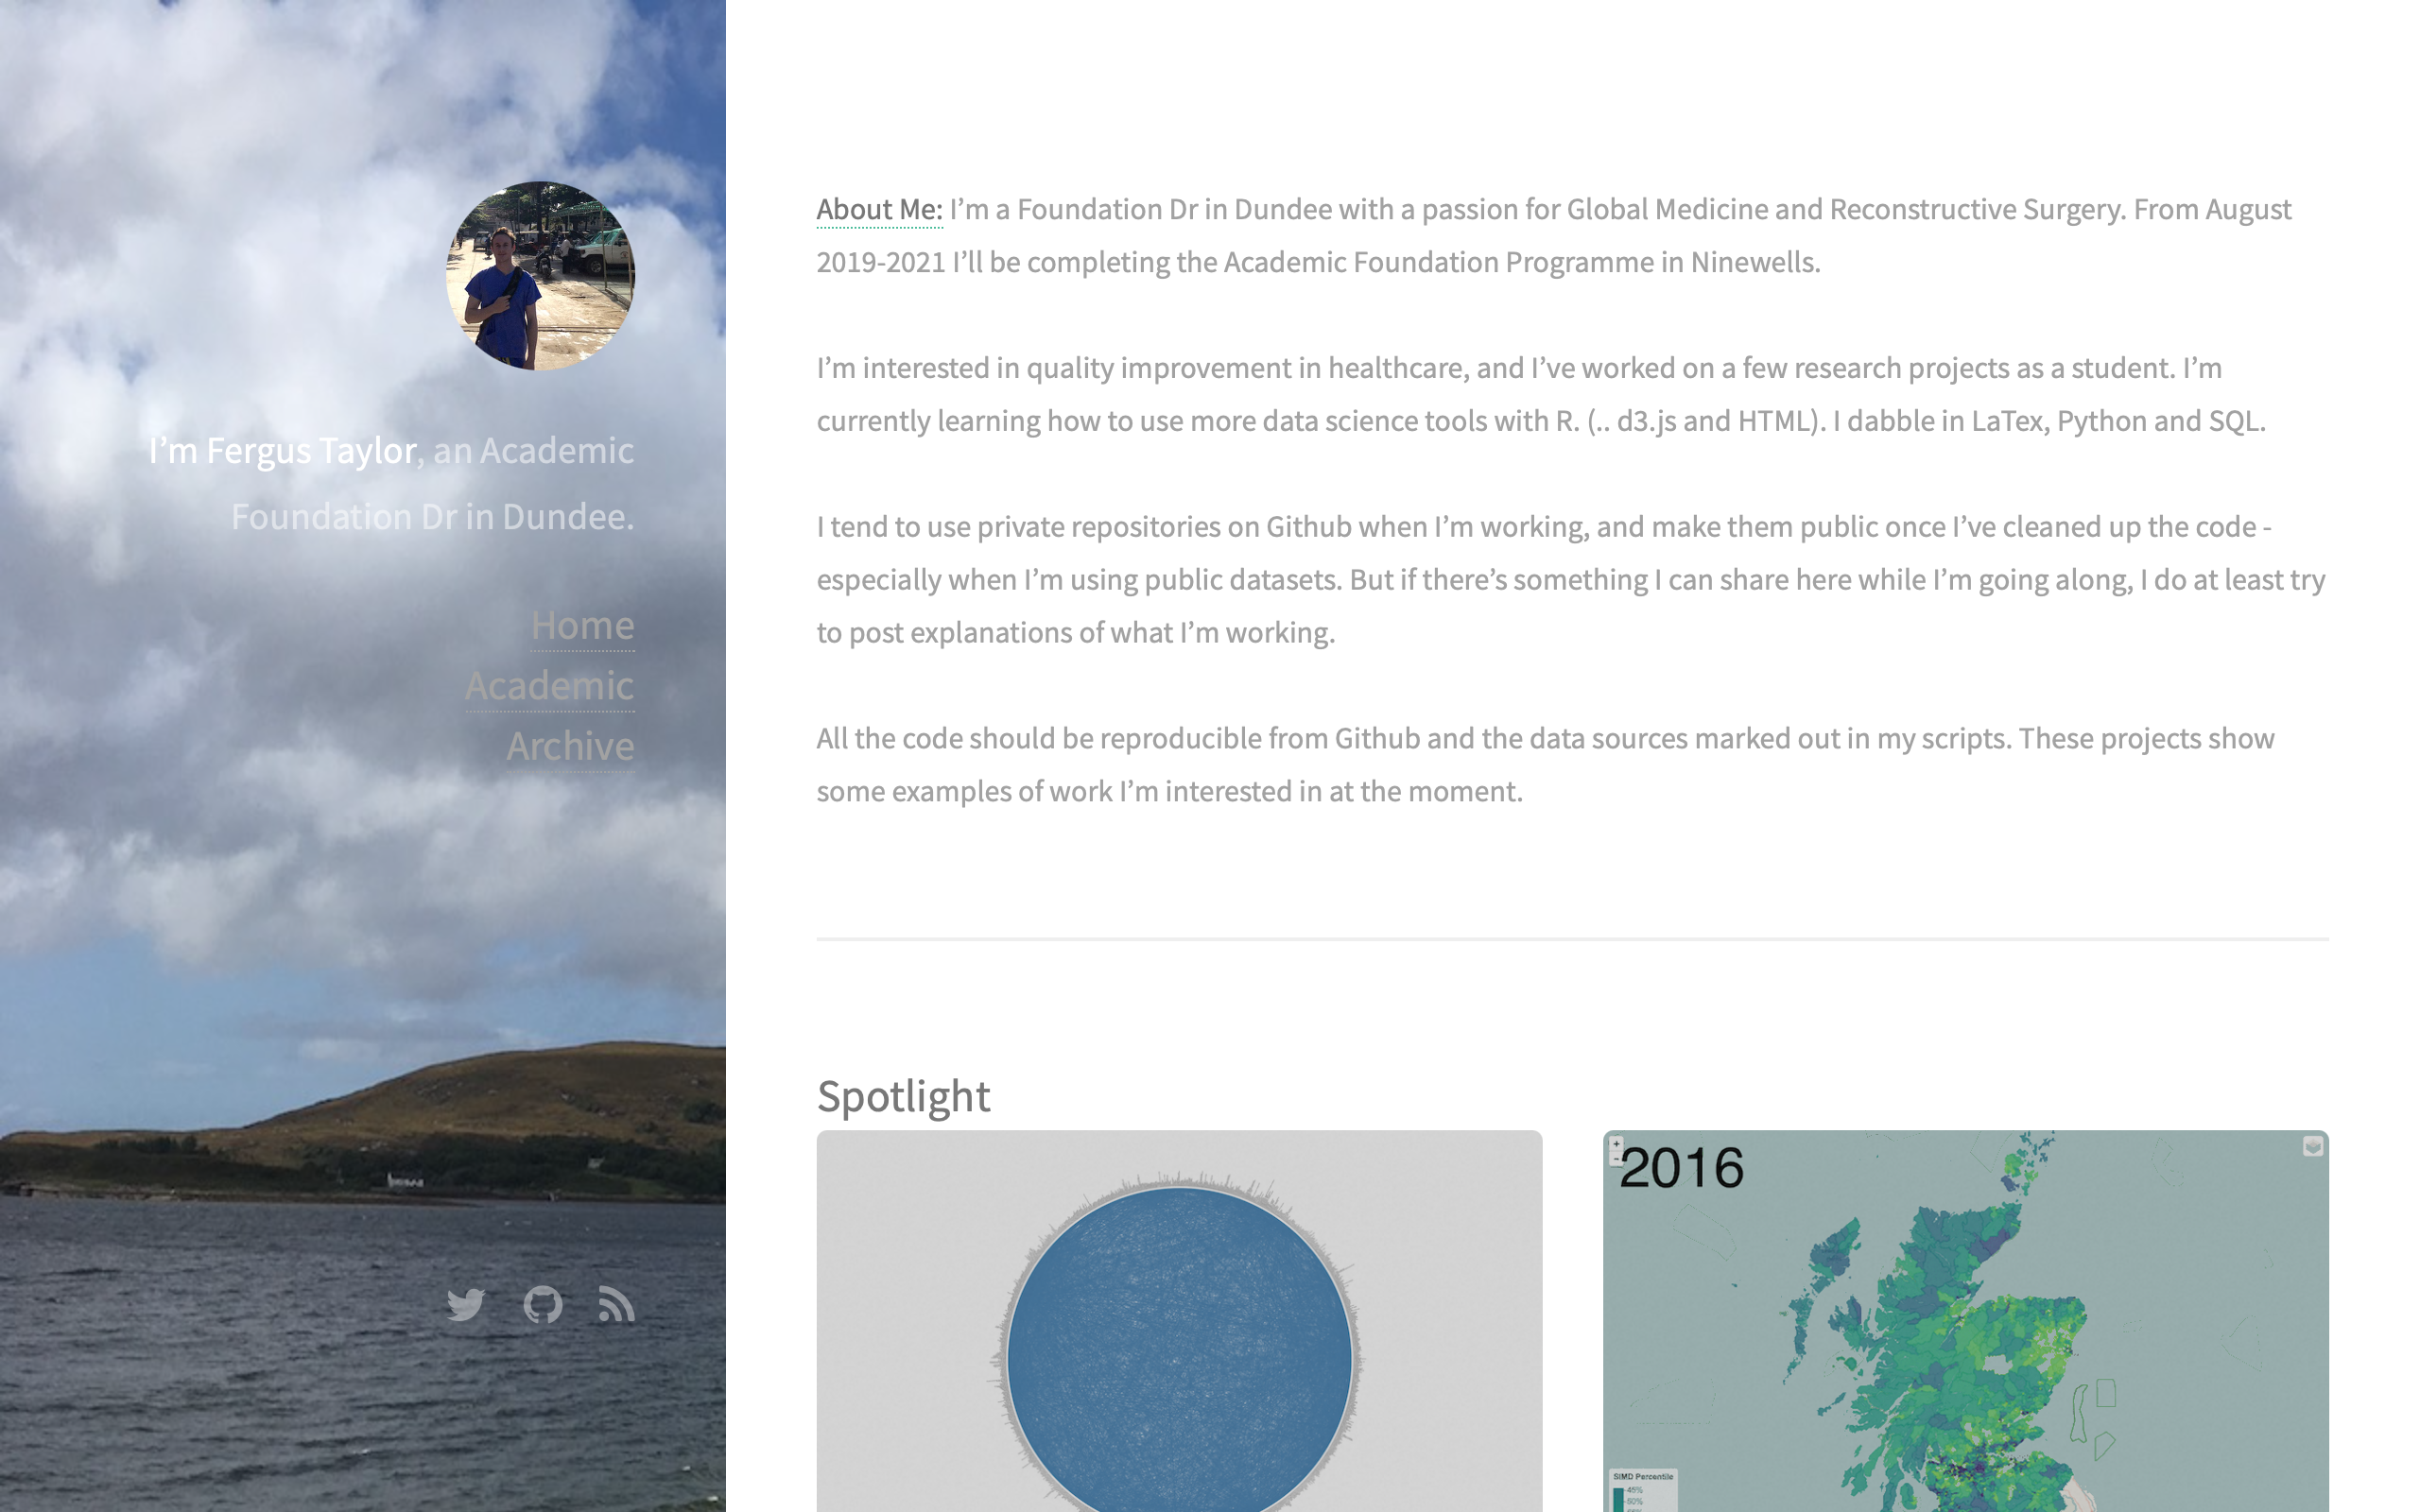 I’m Fergus Taylor, an Academic
Foundation Dr in Dundee.
Home
Academic
Archive
About Me: I’m a Foundation Dr in Dundee with a passion for Global Medicine and Reconstructive Surgery. From August
2019-2021 I’ll be completing the Academic Foundation Programme in Ninewells.
I’m interested in quality improvement in healthcare, and I’ve worked on a few research projects as a student. I’m
currently learning how to use more data science tools with R. (.. d3.js and HTML). I dabble in LaTex, Python and SQL.
I tend to use private repositories on Github when I’m working, and make them public once I’ve cleaned up the code -
especially when I’m using public datasets. But if there’s something I can share here while I’m going along, I do at least try
to post explanations of what I’m working.
All the code should be reproducible from Github and the data sources marked out in my scripts. These projects show
some examples of work I’m interested in at the moment.
Spotlight
+
-
2016
SIMD Percentile
45%
50%